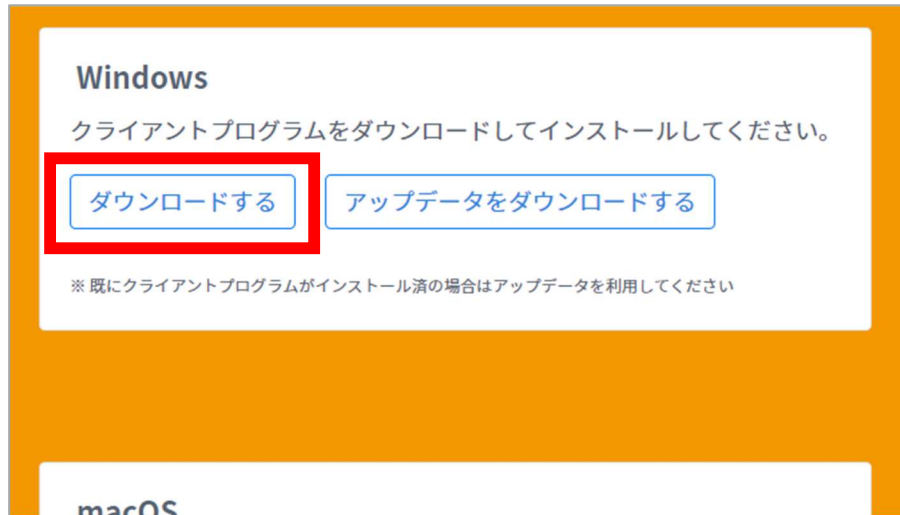 Windows
クライアントプログラムをダウンロードしてインストールしてください。
ダウンロードする
アップデータをダウンロードする
※ 既にクライアントプログラムがインストール済の場合はアップデータを利用してください
macOS